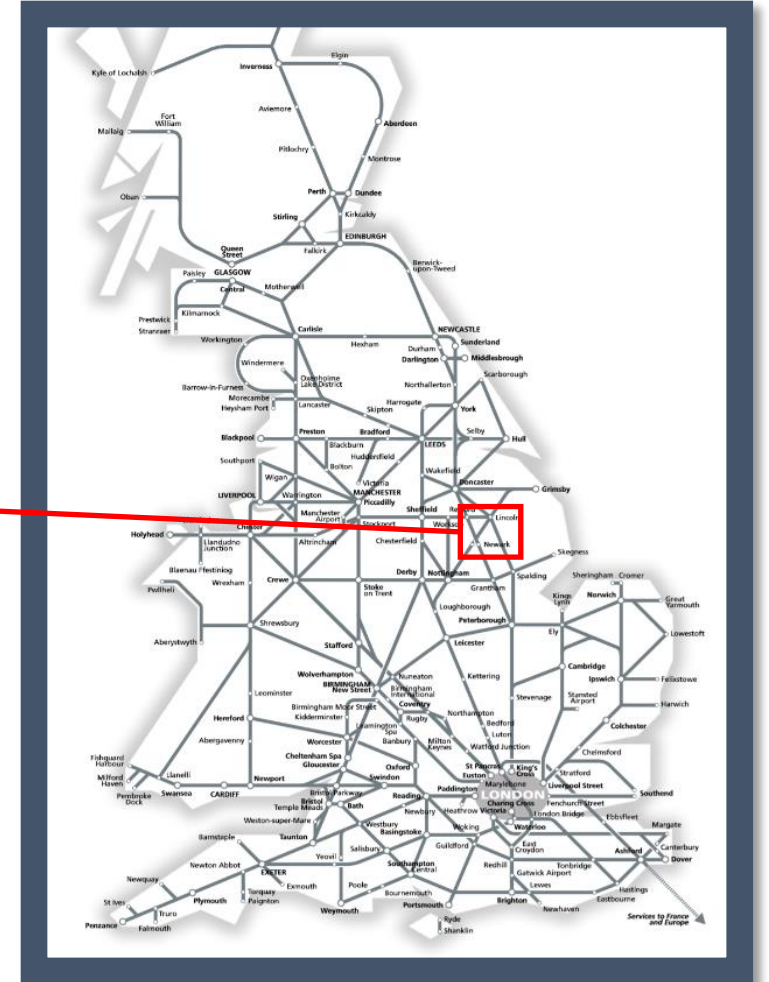 Elgin
Inverness
Kyle of Lochalsh
Aviemore
Fort
William
Mallaig
Aberdeen
Pitlochry
Montrose
Perth
Dundee
Oban
Kirkcaldy
Stirling
EDINBURGH
Queen
Street
Falkirk
GLASGOW
Paisley
Central
Motherwell
Berwick-
upon-Tweed
Prestwick
Kilmarnock
Stranraer
Carlisle
NEWCASTLE
Workington
Hexham
Sunderland
Durham
Darlington
Middlesbrough
Windermere
Scarborough
Oxenholme
Lake District
Northallerton
Barrow-in-Furness
Morecambe
Heysham Port
Lancaster
Harrogate
York
Skipton
Blackpool
Preston
Bradford
Selby
Hull
Blackburn
LEEDS
Huddersfield
Southport
Bolton
Wakefield
Wigan
Victoria
Doncaster
Grimsby
LIVERPOOL
Warrington
MANCHESTER
Piccadilly
Manchester
Airport
Sheffield
Lincoln
Stockport
Chester
Holyhead
Llandudno
Junction
Altrincham
Chesterfield
Newark
Skegness
Blaenau Ffestiniog
Pwllheli
Wrexham
Crewe
Stoke
on Trent
Derby
Nottingham
Grantham
Spalding
Sheringham
Cromer
Kings
Lynn
Norwich
Great
Yarmouth
Loughborough
Peterborough
Aberystwyth
Shrewsbury
Ely
Lowestoft
Stafford
Leicester
Wolverhampton
Nuneaton
Kettering
Cambridge
BIRMINGHAM
New Street
Birmingham
International
Ipswich
Felixstowe
Leominster
Coventry
Stevenage
Stansted
Airport
Harwich
Birmingham Moor Street
Kidderminster
Rugby
Northampton
Hereford
Leamington
Spa
Bedford
Colchester
Worcester
Banbury
Milton
Keynes
Luton
Abergavenny
Watford Junction
Chelmsford
Cheltenham Spa
Gloucester
Oxford
St Pancras
Euston
King's
Cross
Stratford
Fishguard
Harbour
Llanelli
Newport
Swindon
Marylebone
Liverpool Street
Milford
Haven
Swansea
CARDIFF
Bristol Parkway
Reading
Paddington
LONDON
Southend
Pembroke
Dock
Bristol
Temple Meads
Bath
Newbury
Heathrow
Victoria
Charing Cross
Fenchurch Street
London Bridge
Ebbsfleet
Weston-super-Mare
Westbury
Basingstoke
Woking
Waterloo
Margate
Barnstaple
Taunton
Salisbury
Guildford
East
Croydon
Canterbury
Yeovil
Ashford
Dover
Newton Abbot
EXETER
Southampton
Central
Redhill
Tonbridge
Gatwick Airport
Newquay
Exmouth
Poole
Bournemouth
Lewes
Hastings
St Ives
Plymouth
Torquay
Paignton
Weymouth
Portsmouth
Brighton
Eastbourne
Newhaven
Truro
Penzance
Falmouth
Ryde
Shanklin
Services to France
and Europe